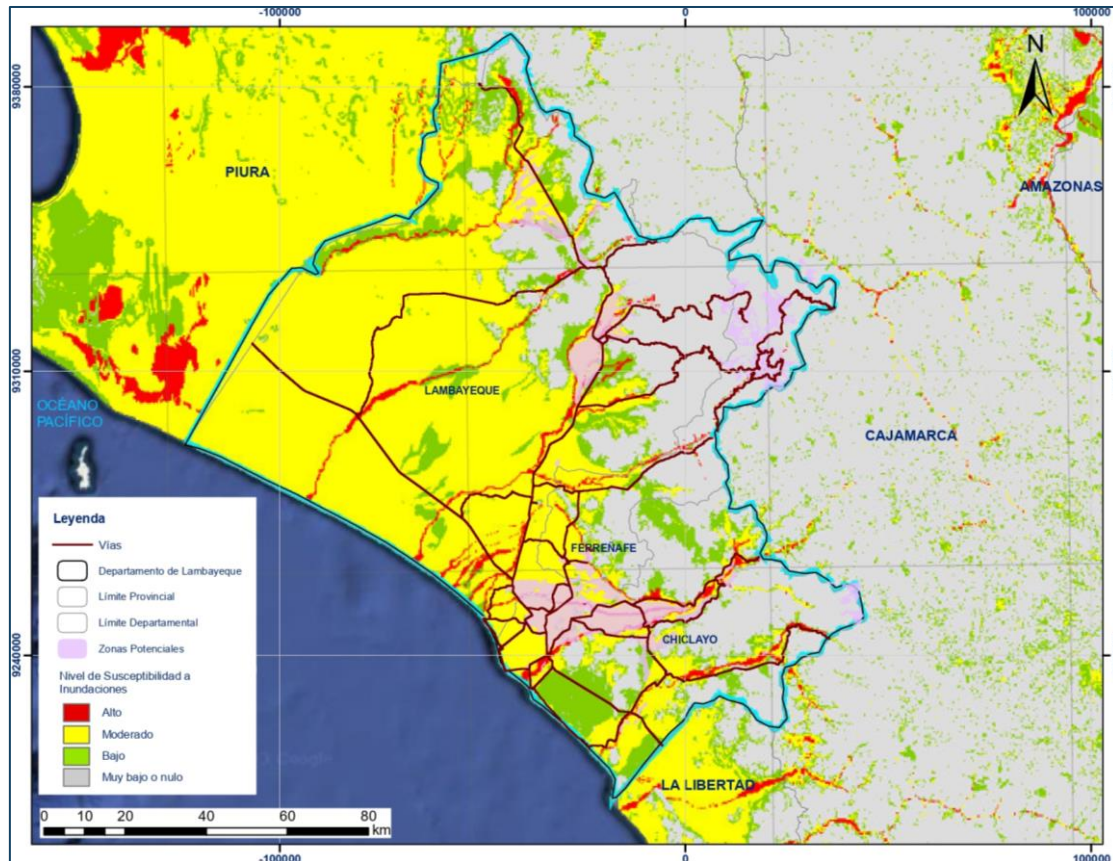 -100000
0
100000
N
9380000
PIURA
AMAZONAS
9310000
LAMBAYEQUE
OCÉANO
PACÍFICO
CAJAMARCA
FERREÑAFE
CHICLAYO
9240000
LA LIBERTAD
Leyenda
Vías
Departamento de Lambayeque
Límite Provincial
Límite Departamental
Zonas Potenciales
Nivel de Susceptibilidad a
Inundaciones
Alto
Moderado
Bajo
Muy bajo o nulo
0 10 20 40 60 80
km
-100000
0
100000